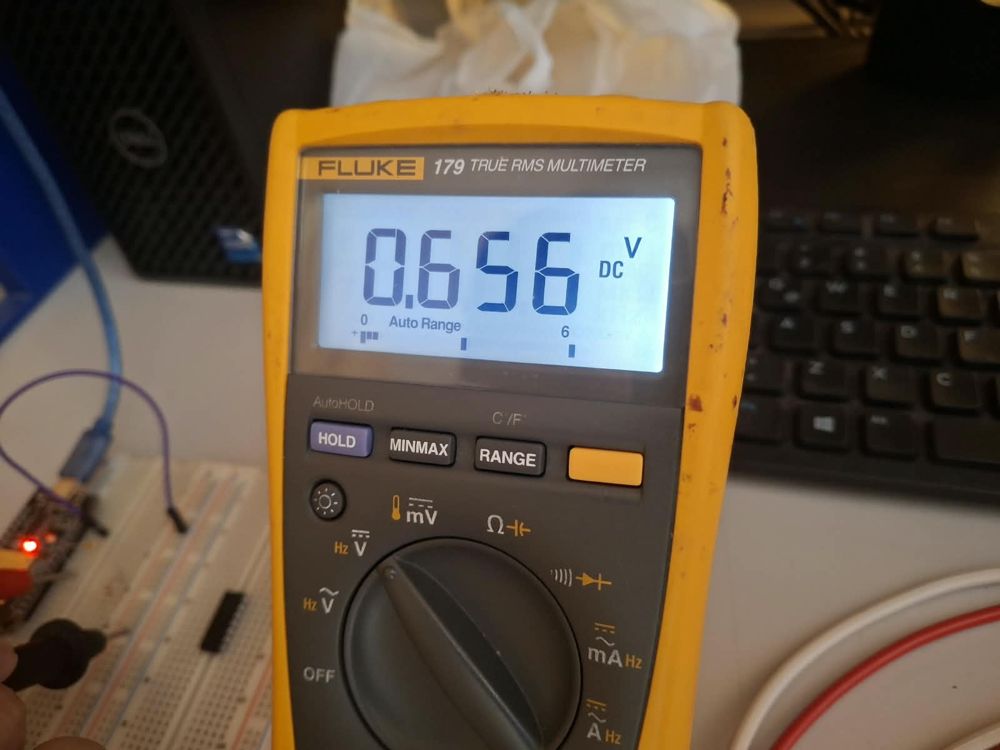 FLUKE 179 TRUE RMS MULTIMETER
0.656 V DC
0 Auto Range 6
AutoHOLD C°/F°
HOLD MINMAX RANGE
mV Ω
Hz V
Hz V
mA Hz
OFF
A Hz
Z X C